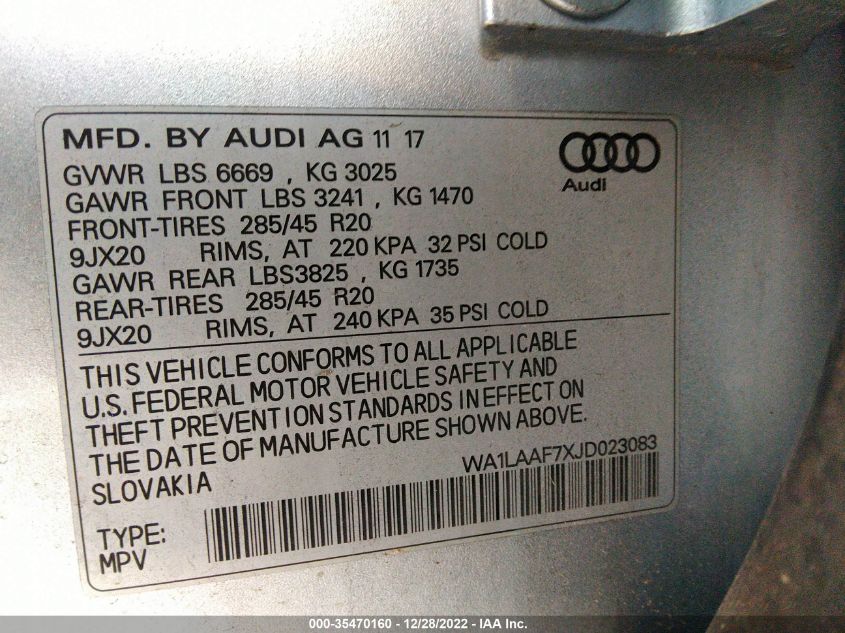 MFD. BY AUDI AG 11 17
Audi
GVWR LBS 6669 , KG 3025
GAWR FRONT LBS 3241 , KG 1470
FRONT-TIRES 285/45 R20
9JX20 RIMS, AT 220 KPA 32 PSI COLD
GAWR REAR LBS3825 , KG 1735
REAR-TIRES 285/45 R20
9JX20 RIMS, AT 240 KPA 35 PSI COLD
THIS VEHICLE CONFORMS TO ALL APPLICABLE
U.S. FEDERAL MOTOR VEHICLE SAFETY AND
THEFT PREVENTION STANDARDS IN EFFECT ON
THE DATE OF MANUFACTURE SHOWN ABOVE.
SLOVAKIA
WA1LAAF7XJD023083
TYPE:
MPV
000-35470160 - 12/28/2022 - IAA Inc.